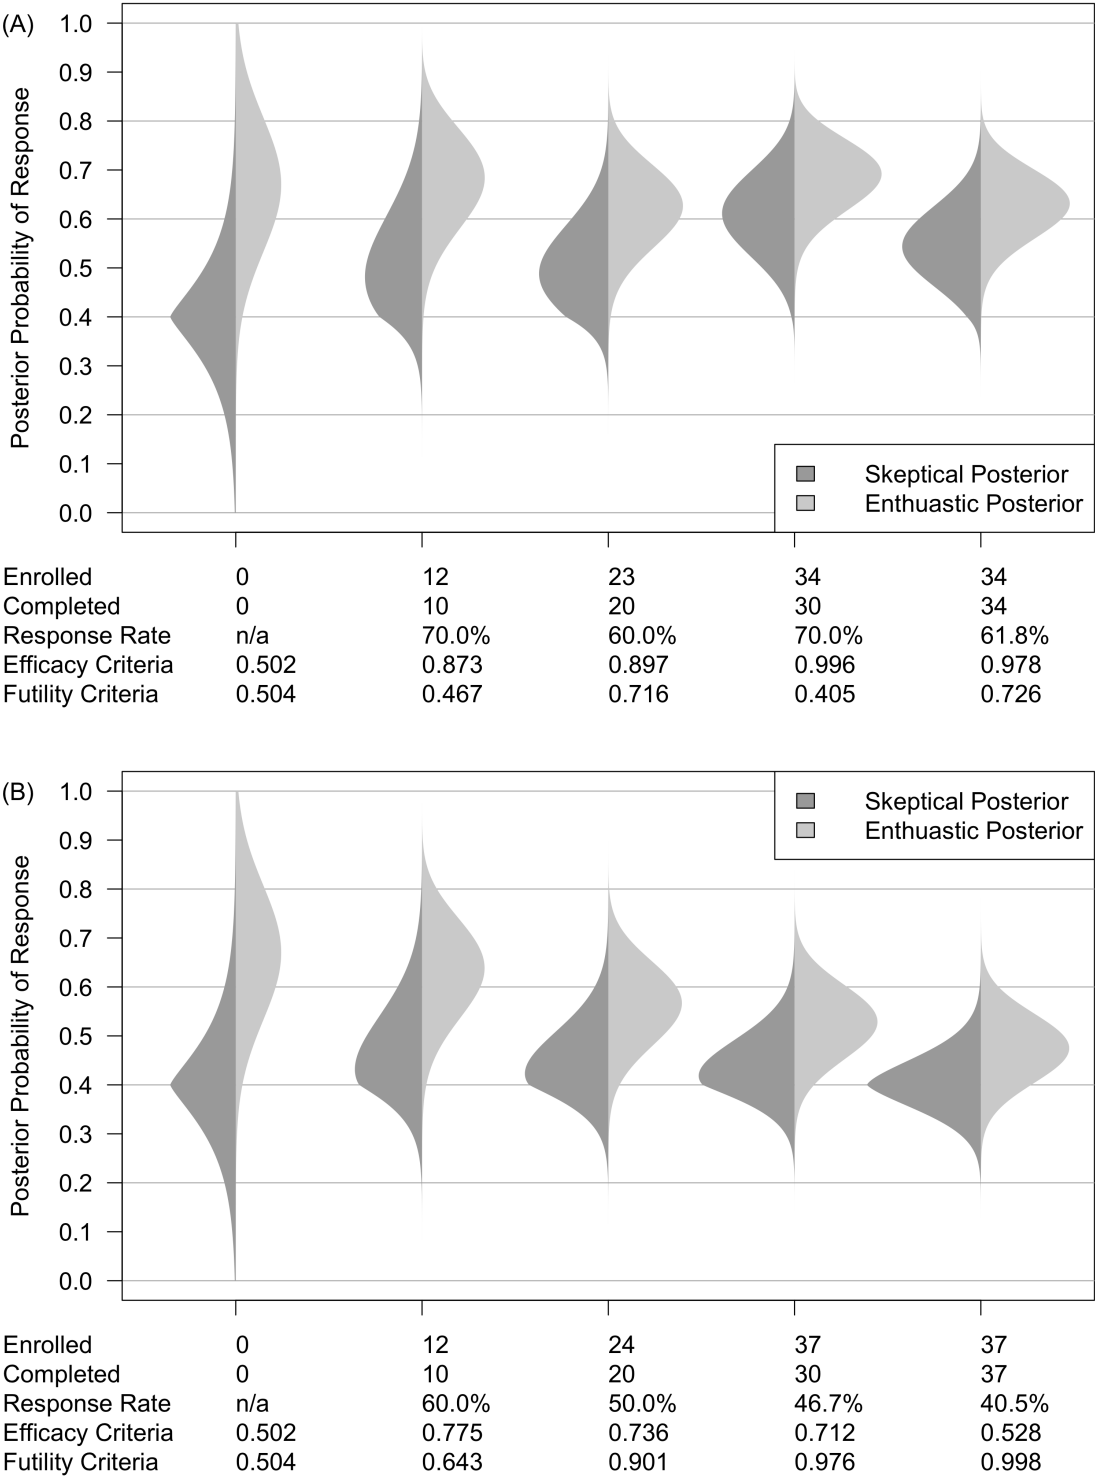 (A)
Posterior Probability of Response
1.0
0.9
0.8
0.7
0.6
0.5
0.4
0.3
0.2
0.1
0.0
Skeptical Posterior
Enthuastic Posterior
Enrolled 0 12 23 34 34
Completed 0 10 20 30 34
Response Rate n/a 70.0% 60.0% 70.0% 61.8%
Efficacy Criteria 0.502 0.873 0.897 0.996 0.978
Futility Criteria 0.504 0.467 0.716 0.405 0.726
(B)
Posterior Probability of Response
1.0
0.9
0.8
0.7
0.6
0.5
0.4
0.3
0.2
0.1
0.0
Skeptical Posterior
Enthuastic Posterior
Enrolled 0 12 24 37 37
Completed 0 10 20 30 37
Response Rate n/a 60.0% 50.0% 46.7% 40.5%
Efficacy Criteria 0.502 0.775 0.736 0.712 0.528
Futility Criteria 0.504 0.643 0.901 0.976 0.998